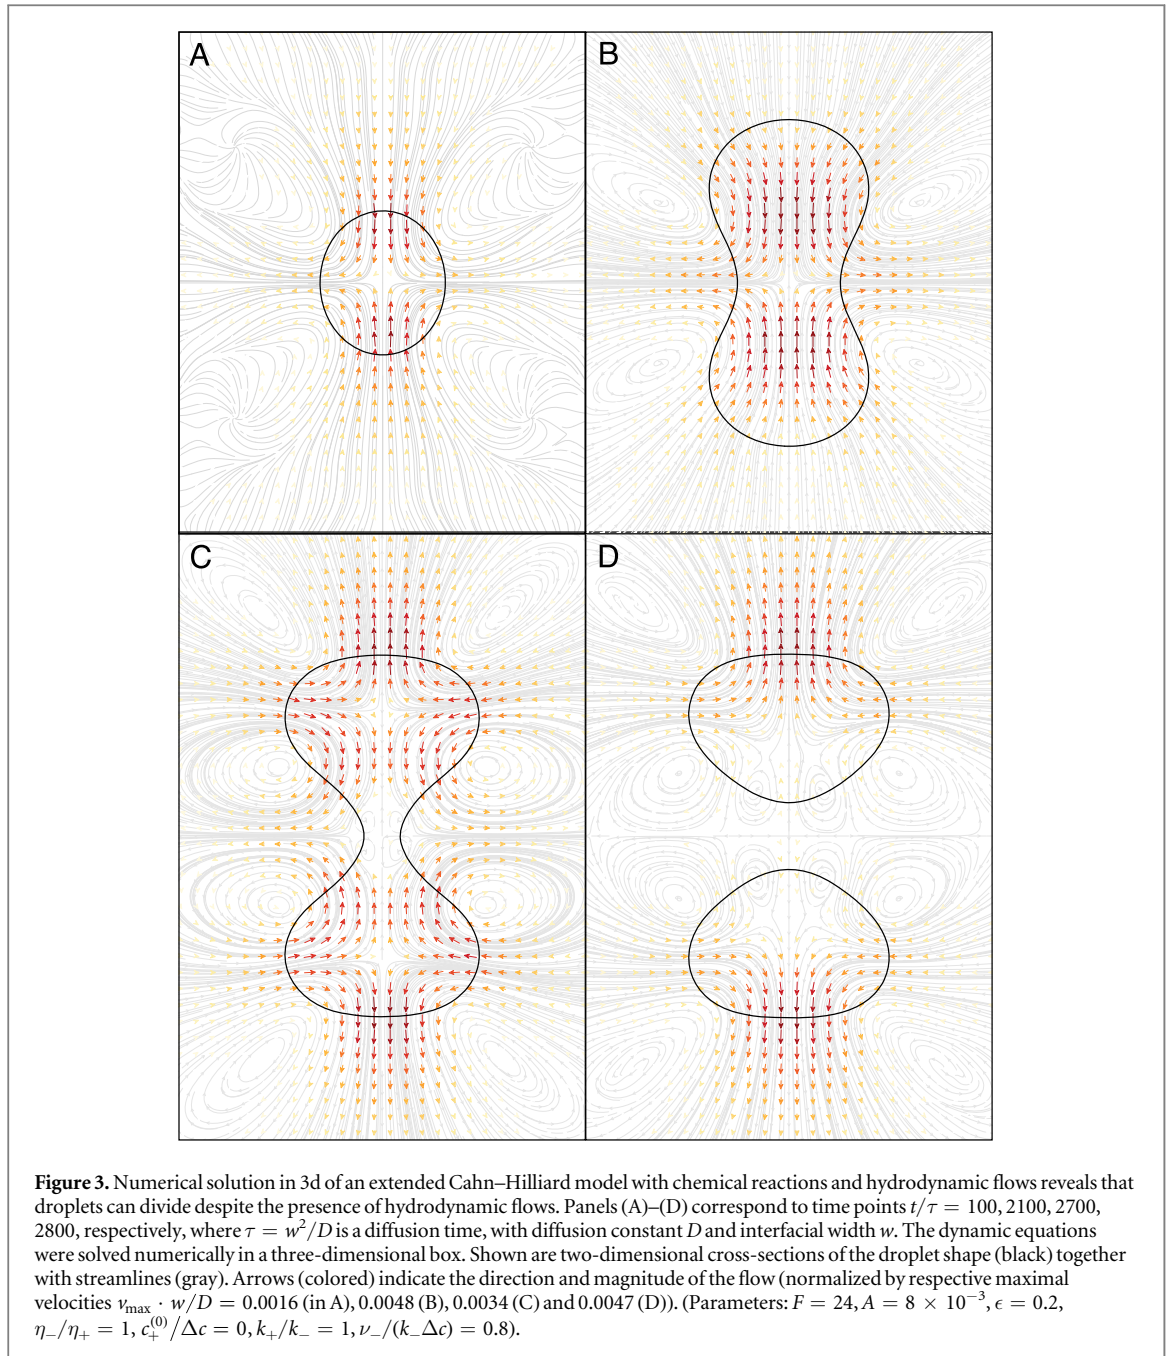 A
B
C
D
Figure 3. Numerical solution in 3d of an extended Cahn–Hilliard model with chemical reactions and hydrodynamic flows reveals that
droplets can divide despite the presence of hydrodynamic flows. Panels (A)–(D) correspond to time points t/τ = 100, 2100, 2700,
2800, respectively, where τ = w²/D is a diffusion time, with diffusion constant D and interfacial width w. The dynamic equations
were solved numerically in a three-dimensional box. Shown are two-dimensional cross-sections of the droplet shape (black) together
with streamlines (gray). Arrows (colored) indicate the direction and magnitude of the flow (normalized by respective maximal
velocities v_max · w/D = 0.0016 (in A), 0.0048 (B), 0.0034 (C) and 0.0047 (D)). (Parameters: F = 24, A = 8 × 10⁻³, ϵ = 0.2,
η₋/η₊ = 1, c₊⁽⁰⁾/Δc = 0, k₊/k₋ = 1, ν₋/(k₋Δc) = 0.8).